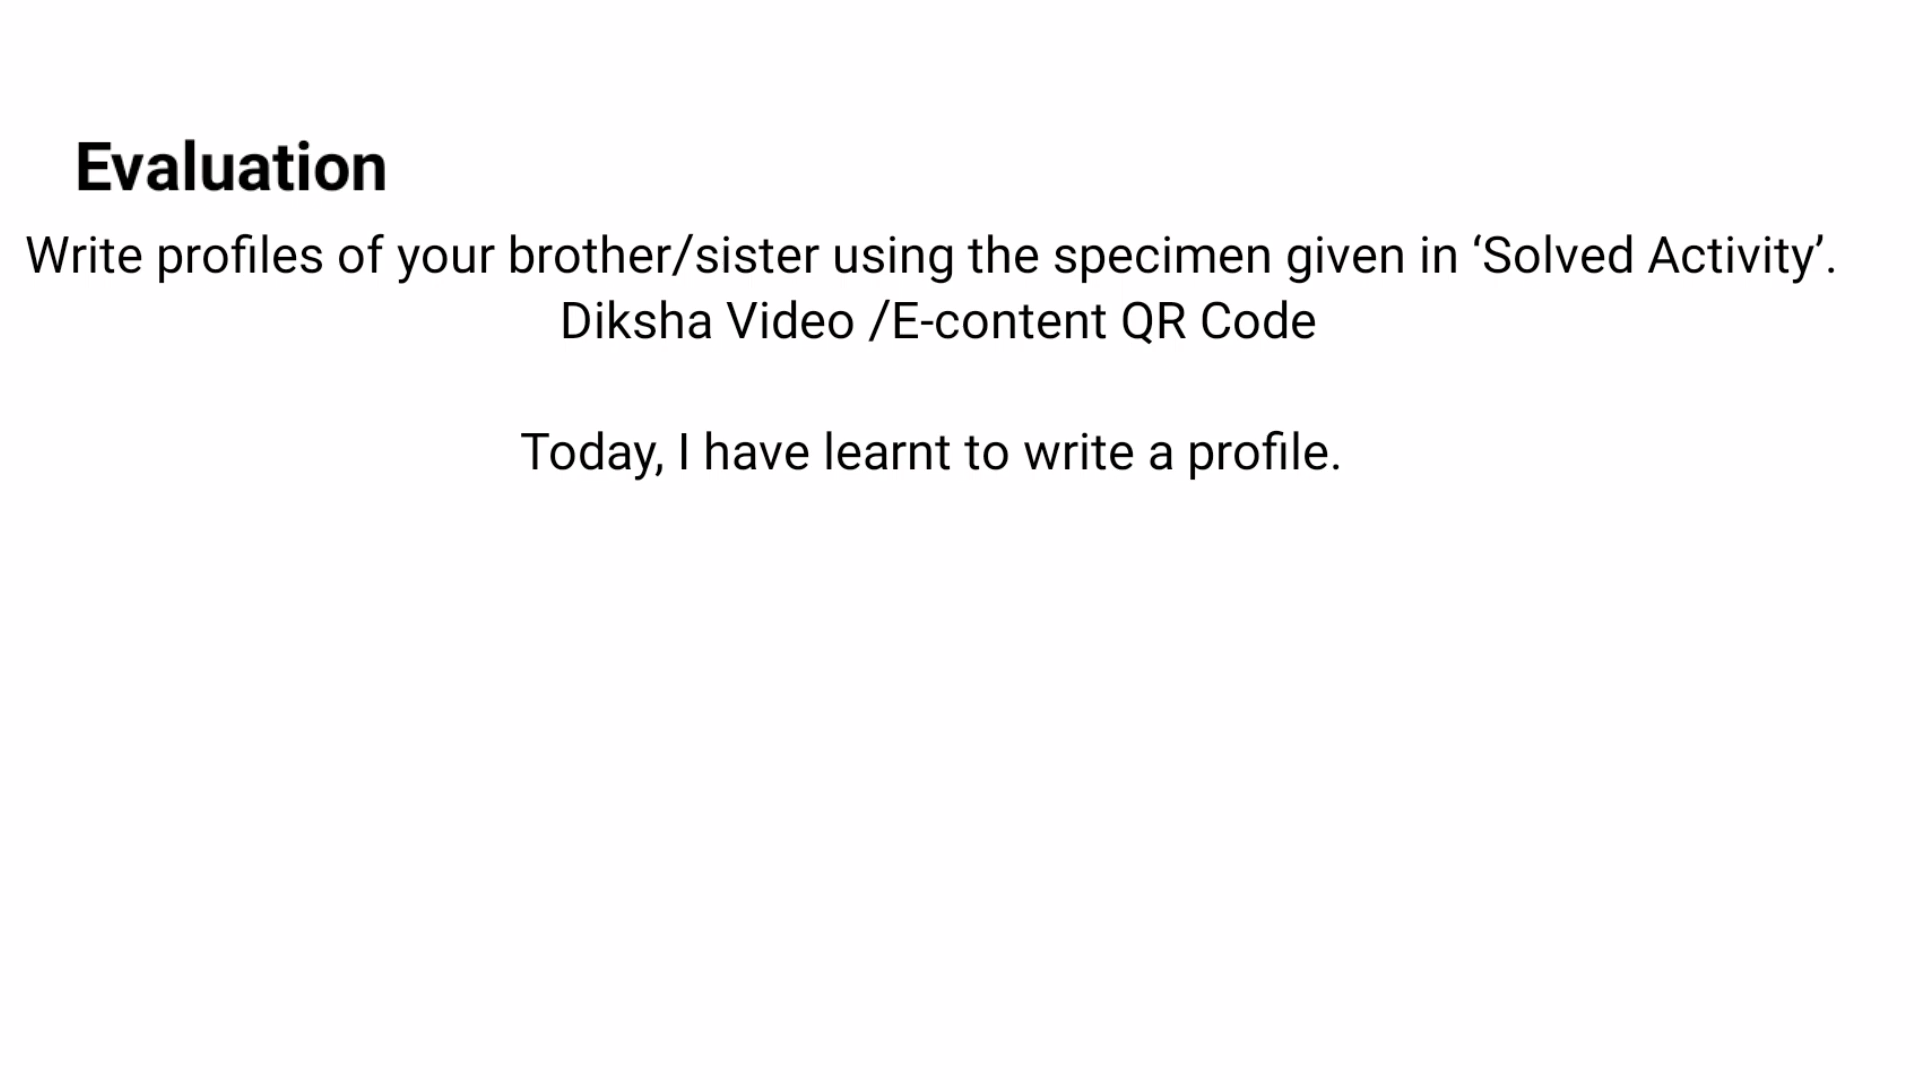 Evaluation
Write profiles of your brother/sister using the specimen given in ‘Solved Activity’.
Diksha Video /E-content QR Code
Today, I have learnt to write a profile.